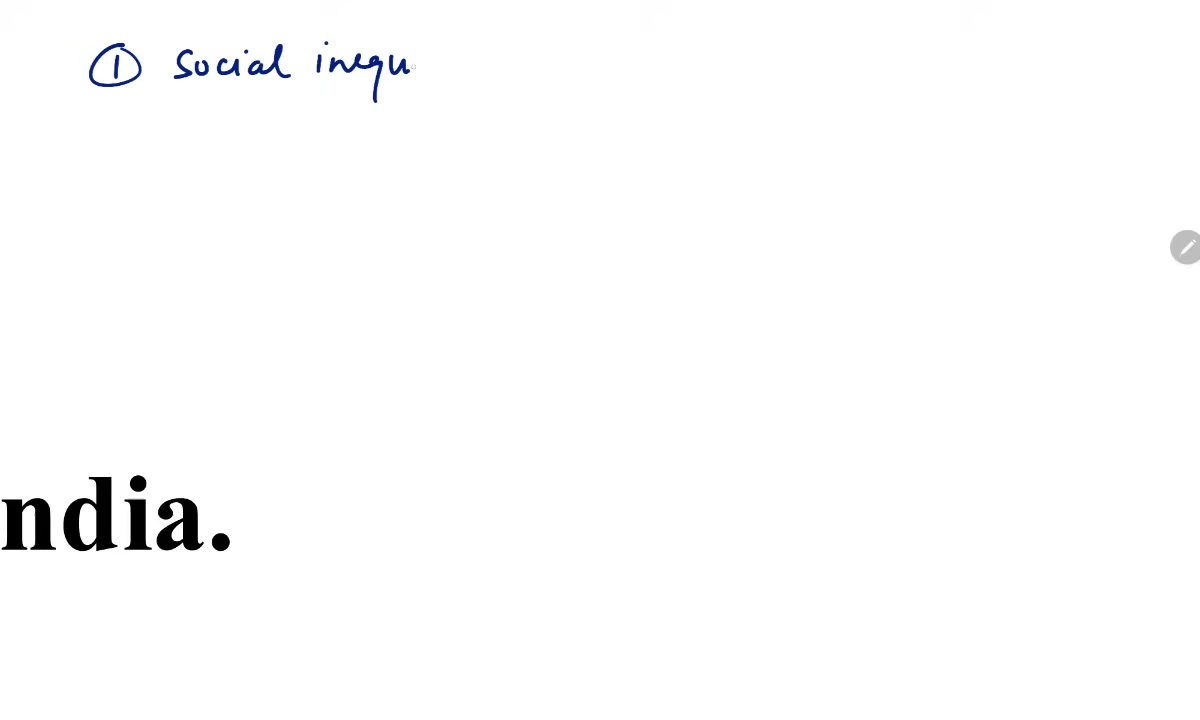 ① Social inequ
ndia.